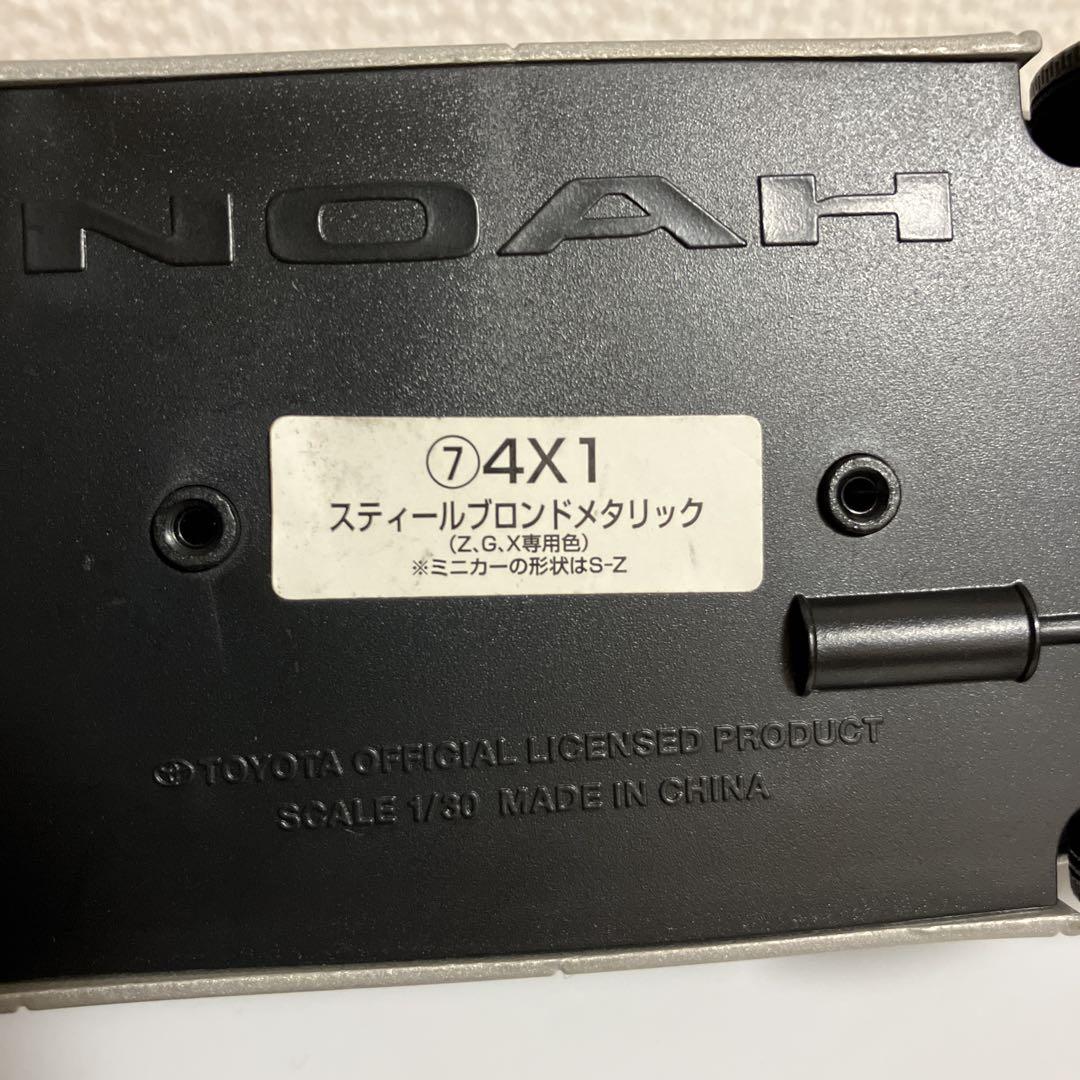 NOAH
⑦4X1
スティールブロンドメタリック
(Z、G、X専用色)
※ミニカーの形状はS-Z
TOYOTA OFFICIAL LICENSED PRODUCT
SCALE 1/30 MADE IN CHINA